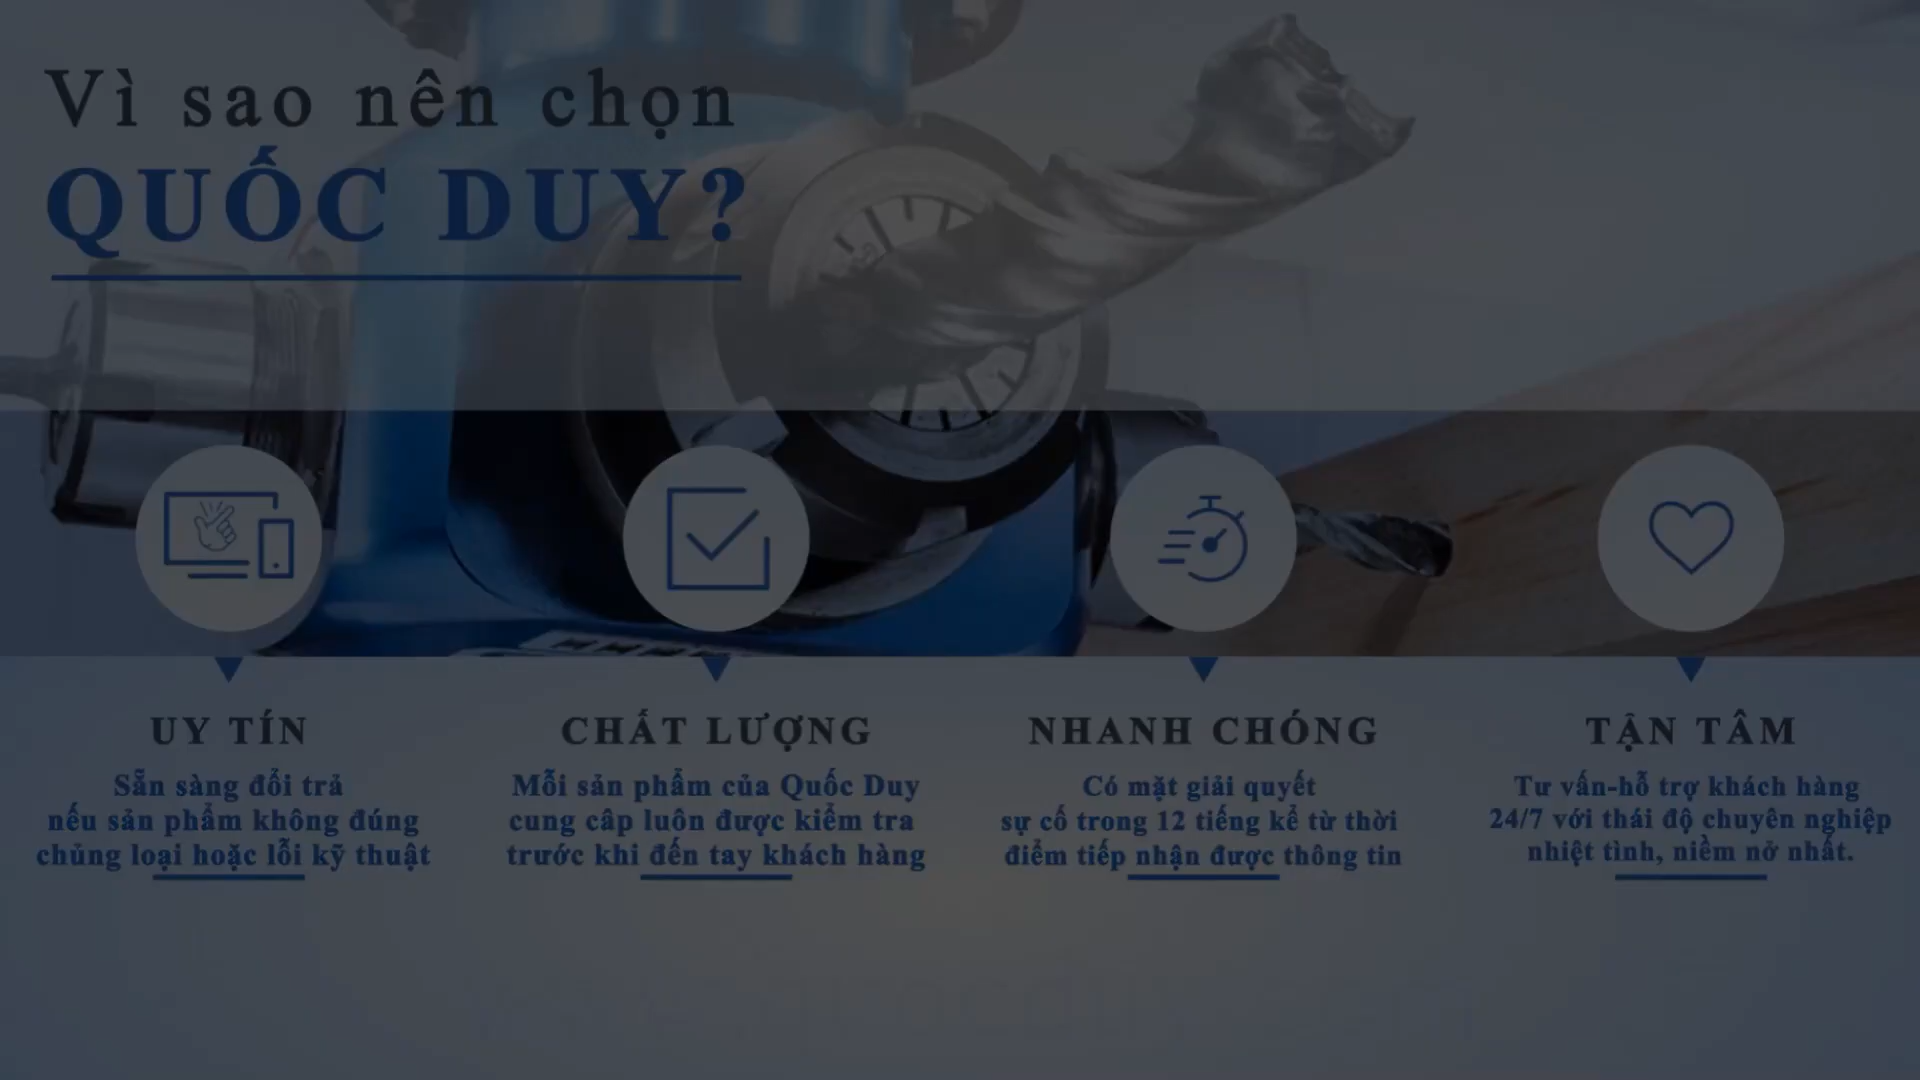 Vì sao nên chọn
QUỐC DUY?
UY TÍN
Sẵn sàng đổi trả
nếu sản phẩm không đúng
chủng loại hoặc lỗi kỹ thuật
CHẤT LƯỢNG
Mỗi sản phẩm của Quốc Duy
cung câp luôn được kiểm tra
trước khi đến tay khách hàng
NHANH CHÓNG
Có mặt giải quyết
sự cố trong 12 tiếng kể từ thời
điểm tiếp nhận được thông tin
TẬN TÂM
Tư vấn-hỗ trợ khách hàng
24/7 với thái độ chuyên nghiệp
nhiệt tình, niềm nở nhất.